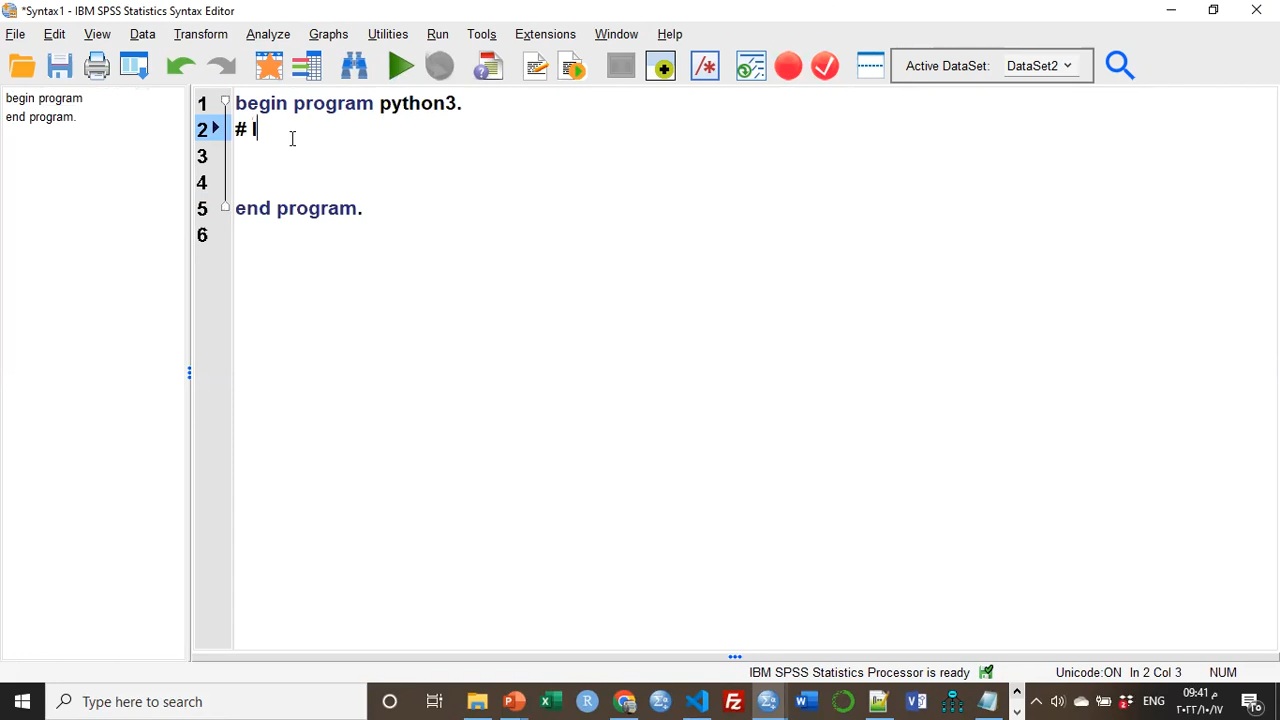 *Syntax1 - IBM SPSS Statistics Syntax Editor
File Edit View Data Transform Analyze Graphs Utilities Run Tools Extensions Window Help
Active DataSet: DataSet2
begin program
end program.
1 begin program python3.
2 # I
3
4
5 end program.
6
IBM SPSS Statistics Processor is ready Unicode:ON In 2 Col 3 NUM
Type here to search
ENG
م 09:41
٢٠٢٢/١٠/١٧